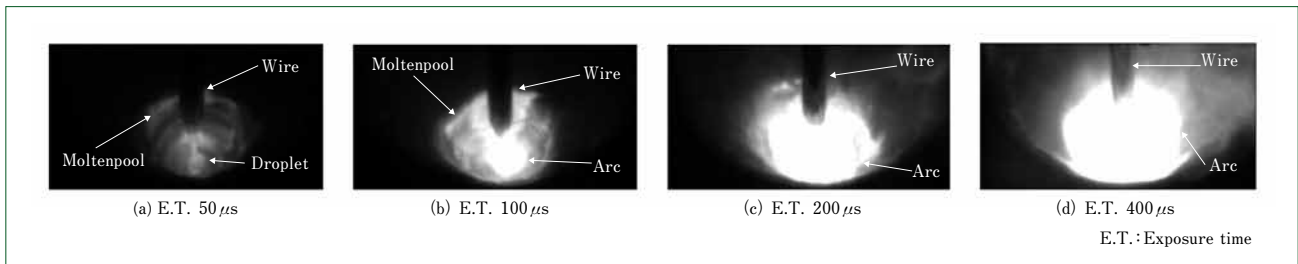 Wire
Moltenpool
Droplet
(a) E.T. 50μs
Moltenpool
Wire
Arc
(b) E.T. 100μs
Wire
Arc
(c) E.T. 200μs
Wire
Arc
(d) E.T. 400μs
E.T.:Exposure time